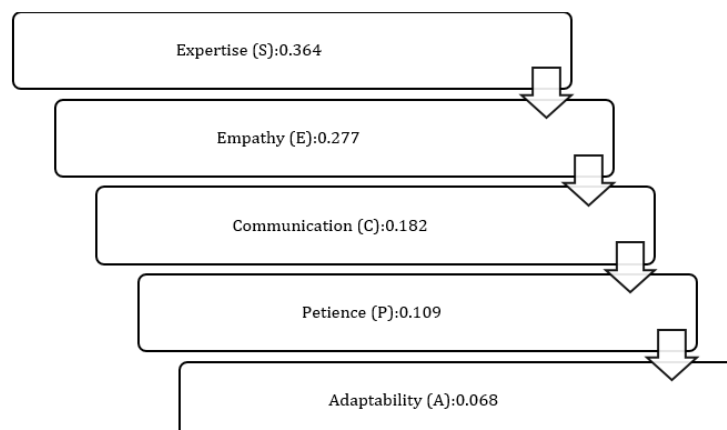 Expertise (S):0.364
Empathy (E):0.277
Communication (C):0.182
Petience (P):0.109
Adaptability (A):0.068